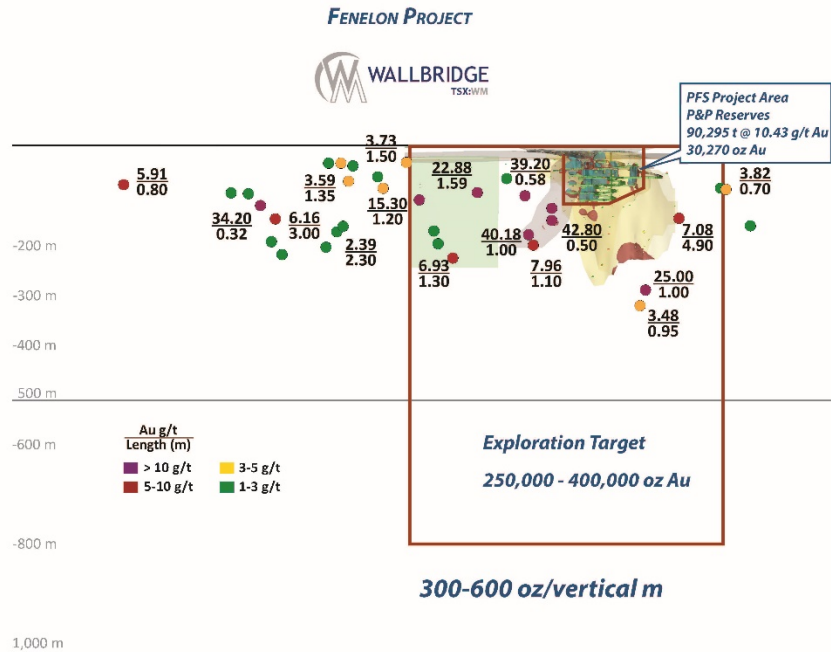 FENELON PROJECT
WALLBRIDGE
TSX:WM
PFS Project Area
P&P Reserves
90,295 t @ 10.43 g/t Au
30,270 oz Au
3.73
1.50
5.91
0.80
3.59
1.35
22.88
1.59
39.20
0.58
3.82
0.70
15.30
1.20
34.20
0.32
6.16
3.00
2.39
2.30
40.18
1.00
42.80
0.50
7.08
4.90
-200 m
6.93
1.30
7.96
1.10
25.00
1.00
-300 m
3.48
0.95
-400 m
500 m
Au g/t
Length (m)
> 10 g/t
3-5 g/t
5-10 g/t
1-3 g/t
-600 m
Exploration Target
250,000 - 400,000 oz Au
-800 m
300-600 oz/vertical m
1,000 m